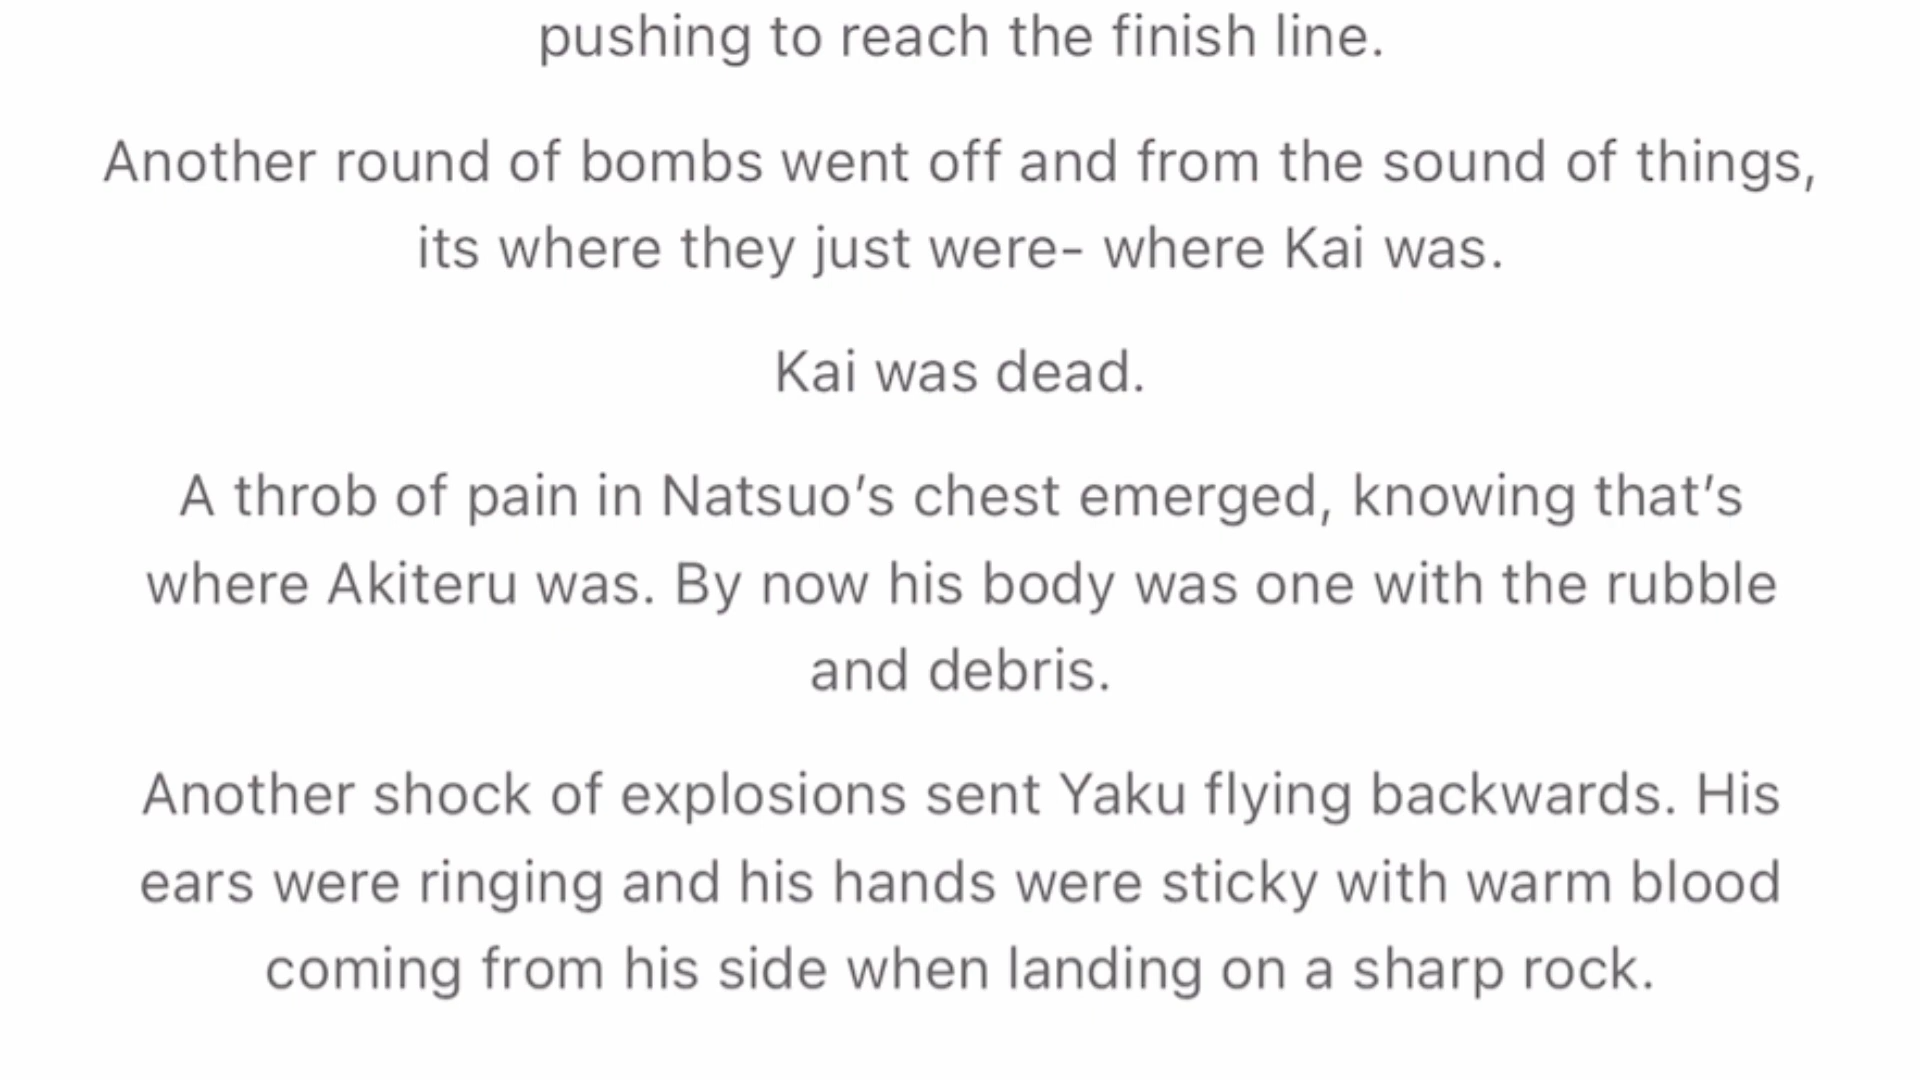 pushing to reach the finish line.
Another round of bombs went off and from the sound of things,
its where they just were- where Kai was.
Kai was dead.
A throb of pain in Natsuo’s chest emerged, knowing that’s
where Akiteru was. By now his body was one with the rubble
and debris.
Another shock of explosions sent Yaku flying backwards. His
ears were ringing and his hands were sticky with warm blood
coming from his side when landing on a sharp rock.